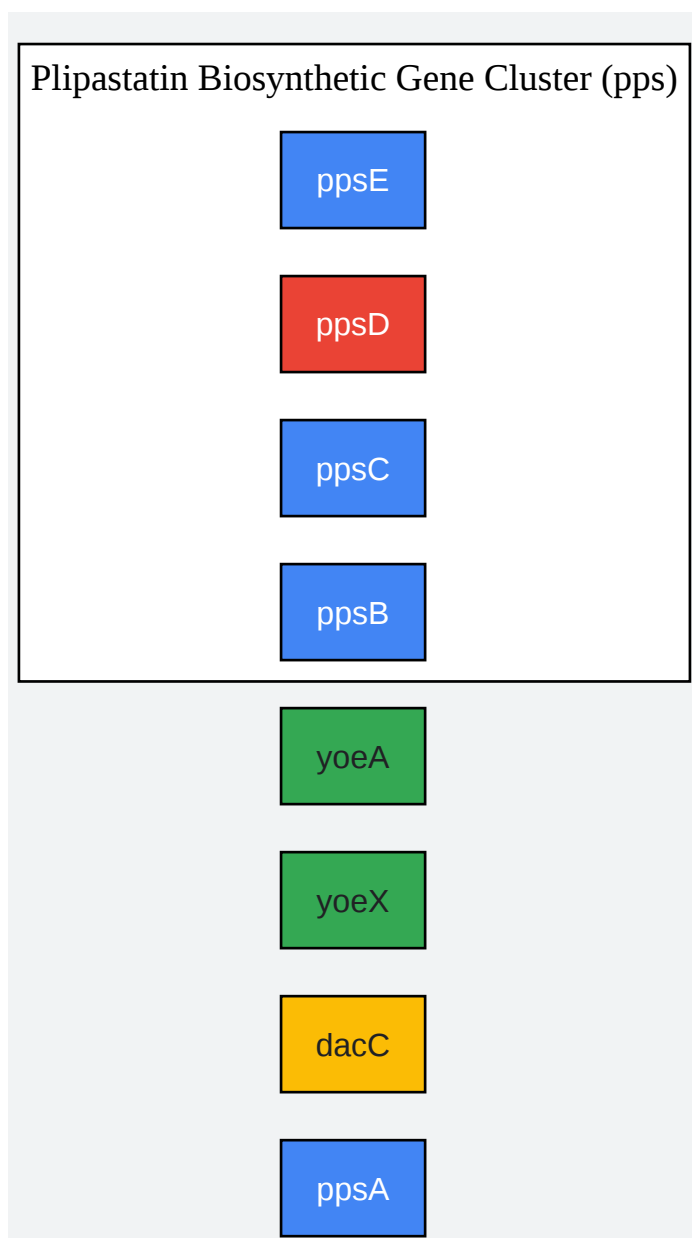 Plipastatin Biosynthetic Gene Cluster (pps)
ppsE
ppsD
ppsC
ppsB
yoeA
yoeX
dacC
ppsA